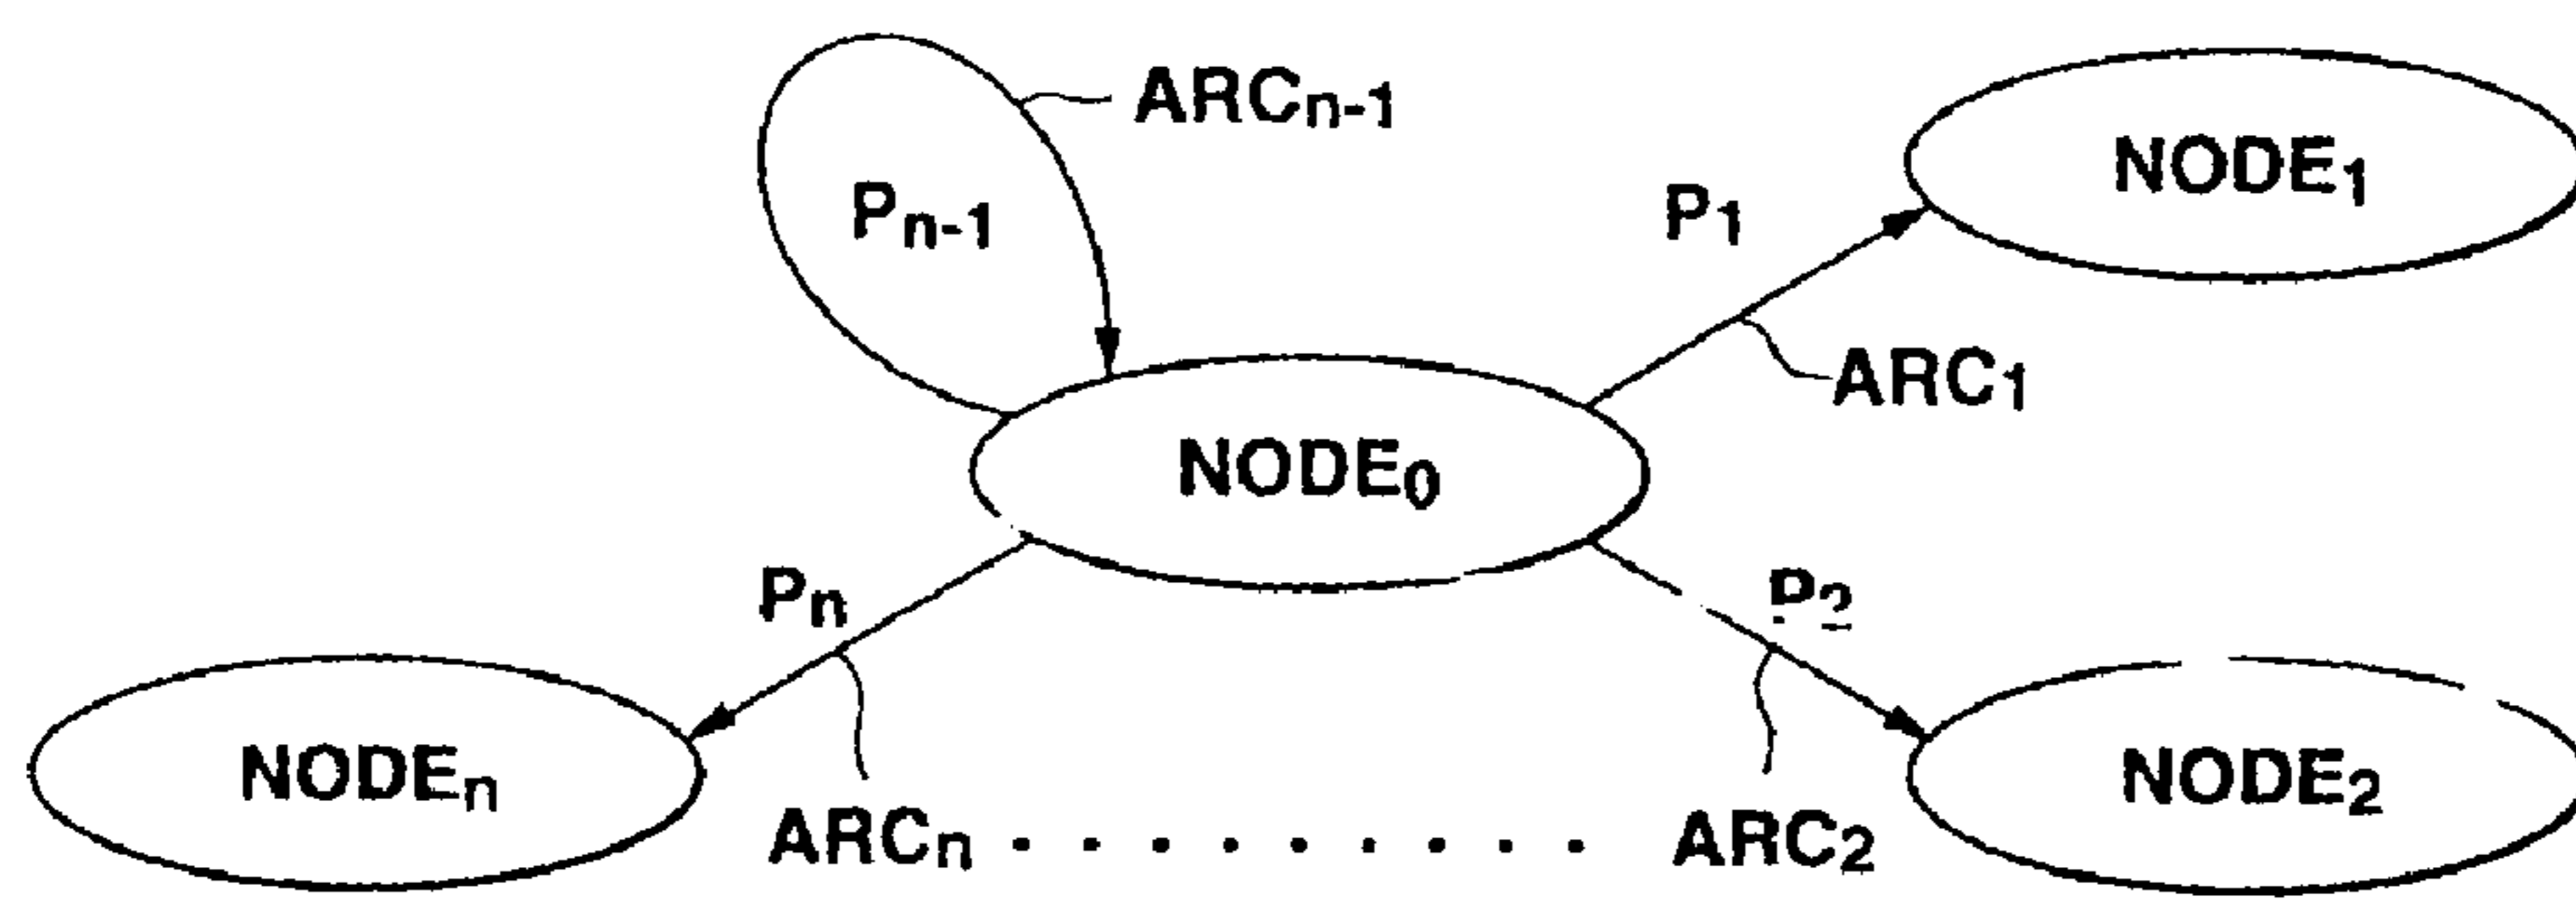 ARCn-1
NODE1
Pn-1
P1
ARC1
NODE0
Pn
P2
NODEn
NODE2
ARCn . . . . . . . . . ARC2